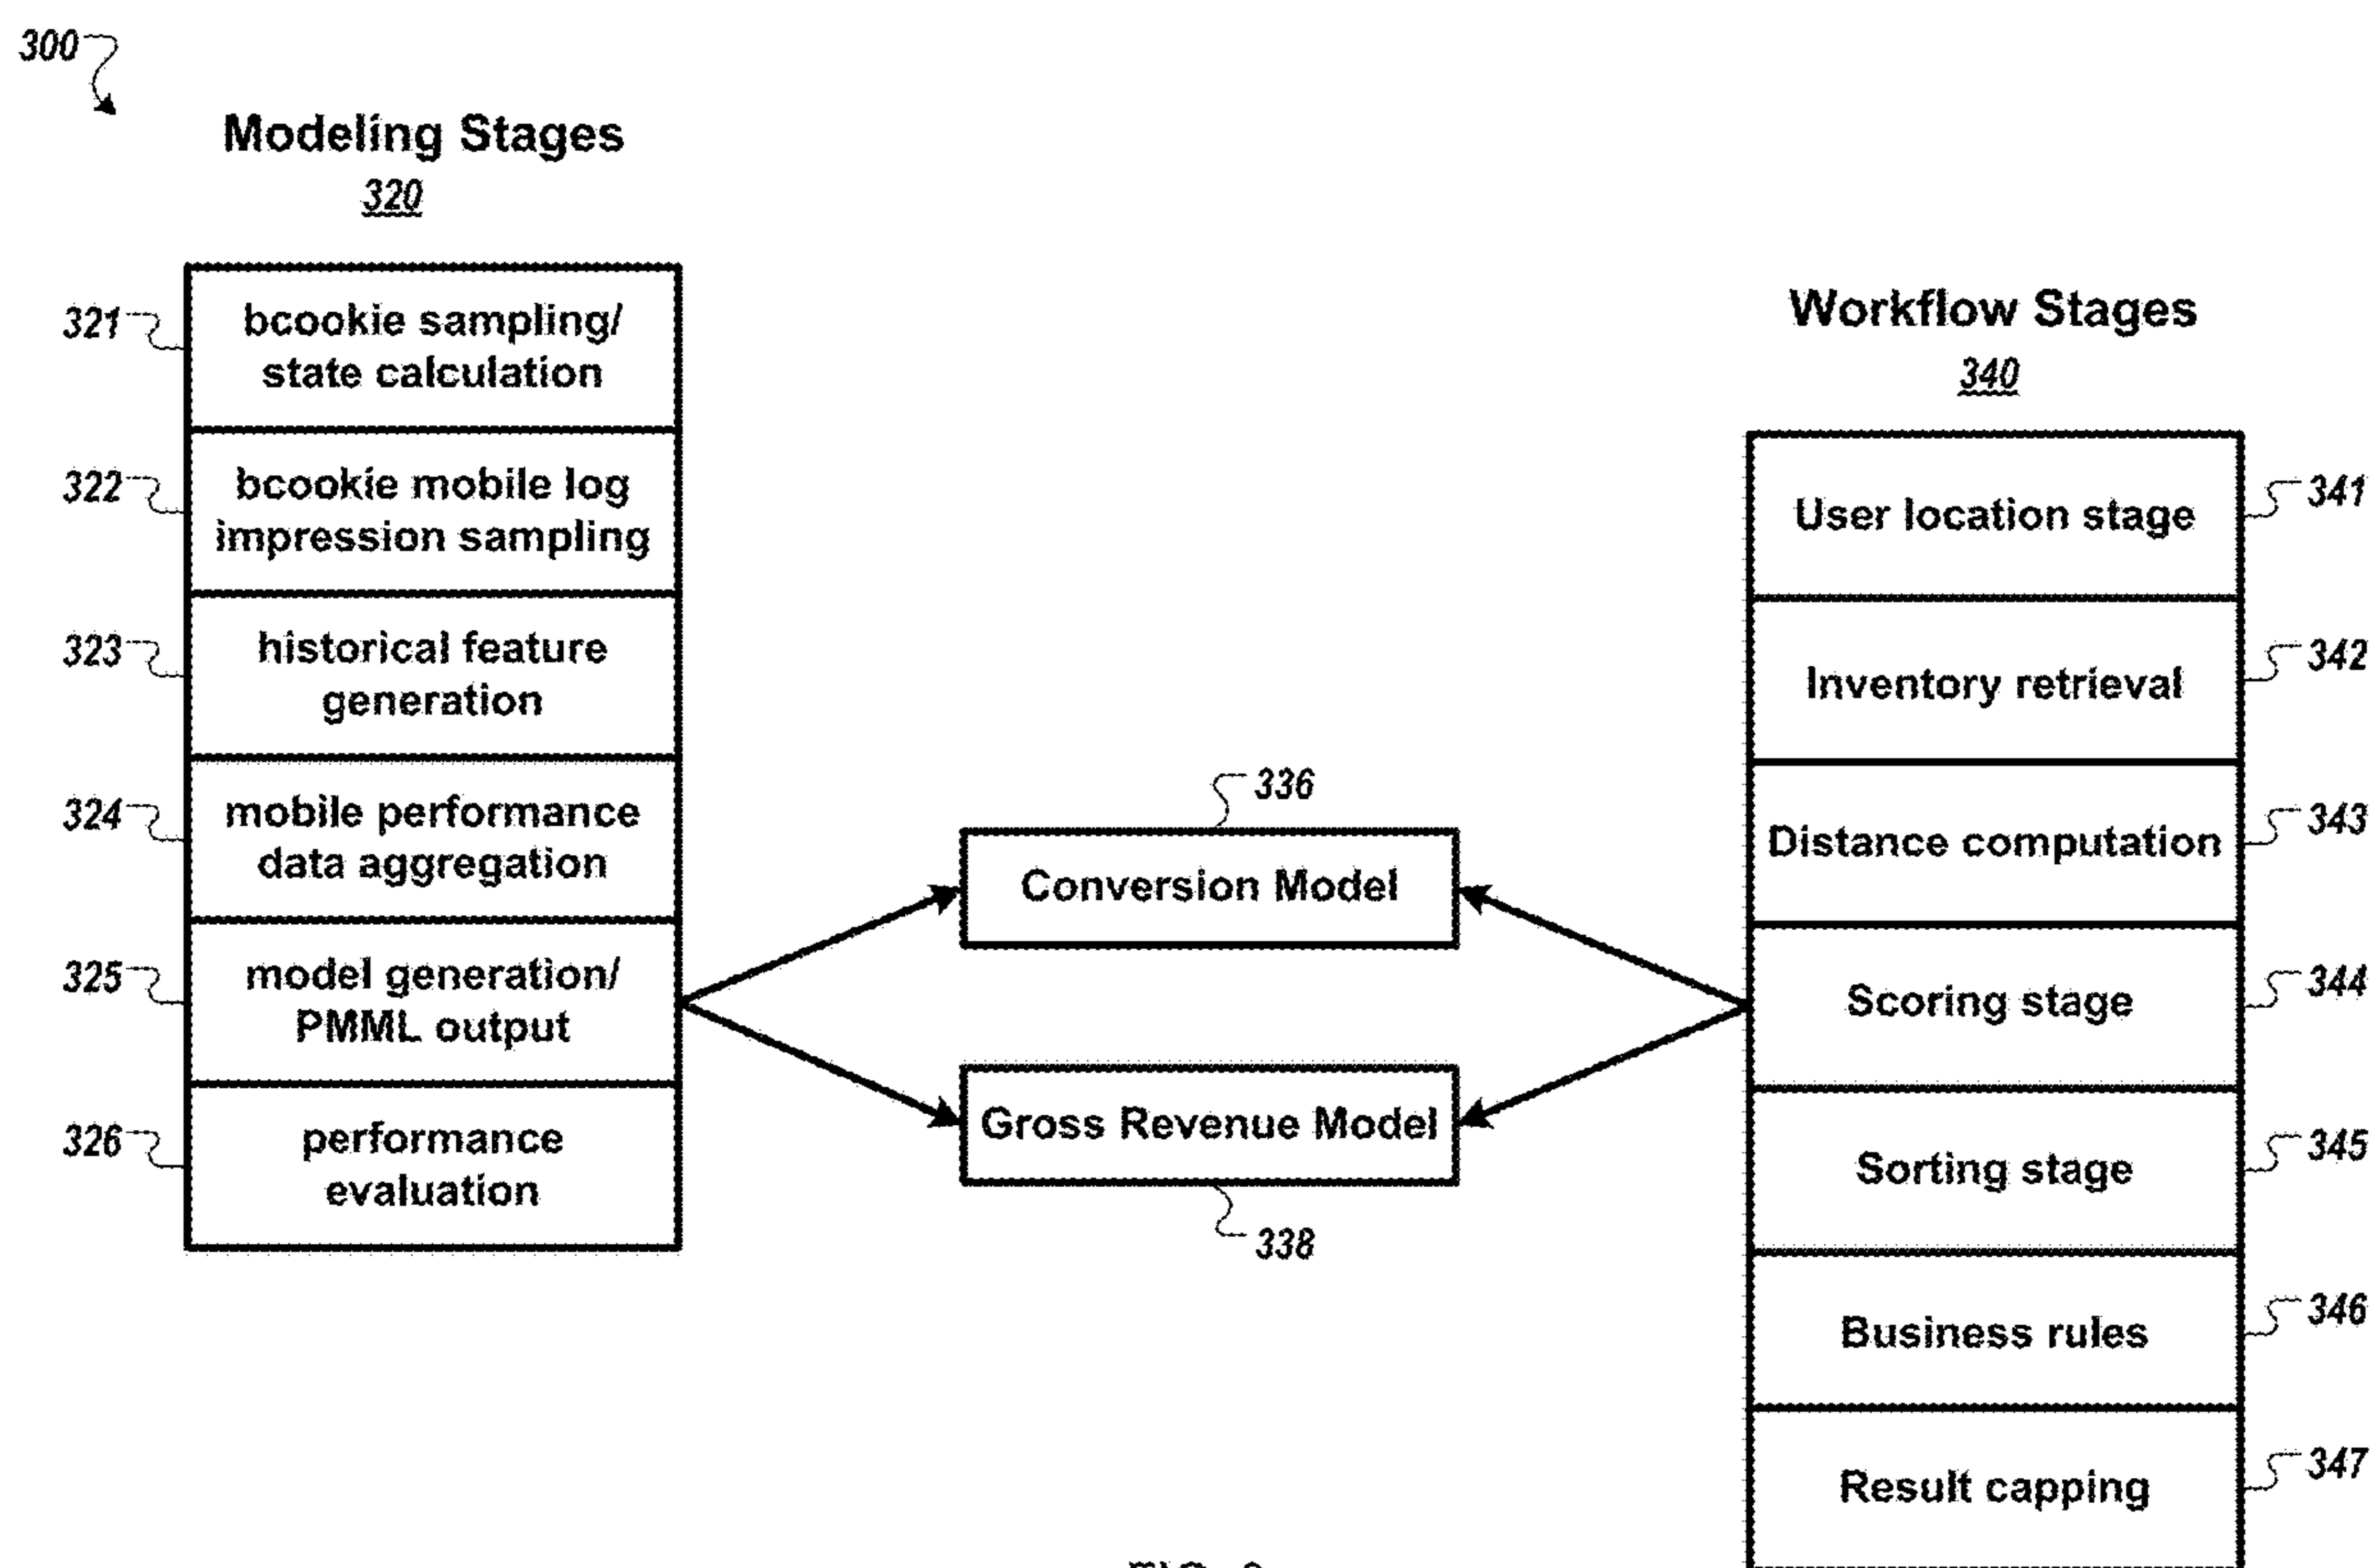 300
Modeling Stages
320
321
bcookie sampling/
state calculation
322
bcookie mobile log
impression sampling
323
historical feature
generation
324
mobile performance
data aggregation
325
model generation/
PMML output
326
performance
evaluation
336
Conversion Model
Gross Revenue Model
338
Workflow Stages
340
User location stage
341
Inventory retrieval
342
Distance computation
343
Scoring stage
344
Sorting stage
345
Business rules
346
Result capping
347